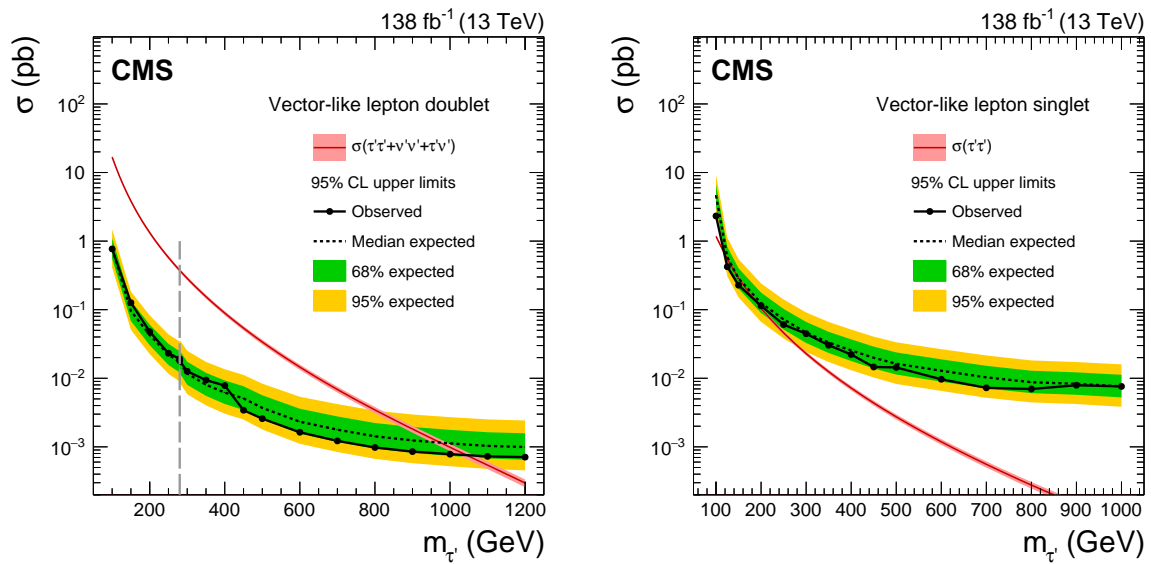 138 fb⁻¹ (13 TeV)
σ (pb)
CMS
Vector-like lepton doublet
σ(τ'τ'+ν'ν'+τ'ν')
95% CL upper limits
Observed
Median expected
68% expected
95% expected
10²
10
1
10⁻¹
10⁻²
10⁻³
200 400 600 800 1000 1200
m_τ' (GeV)
138 fb⁻¹ (13 TeV)
σ (pb)
CMS
Vector-like lepton singlet
σ(τ'τ')
95% CL upper limits
Observed
Median expected
68% expected
95% expected
10²
10
1
10⁻¹
10⁻²
10⁻³
100 200 300 400 500 600 700 800 900 1000
m_τ' (GeV)